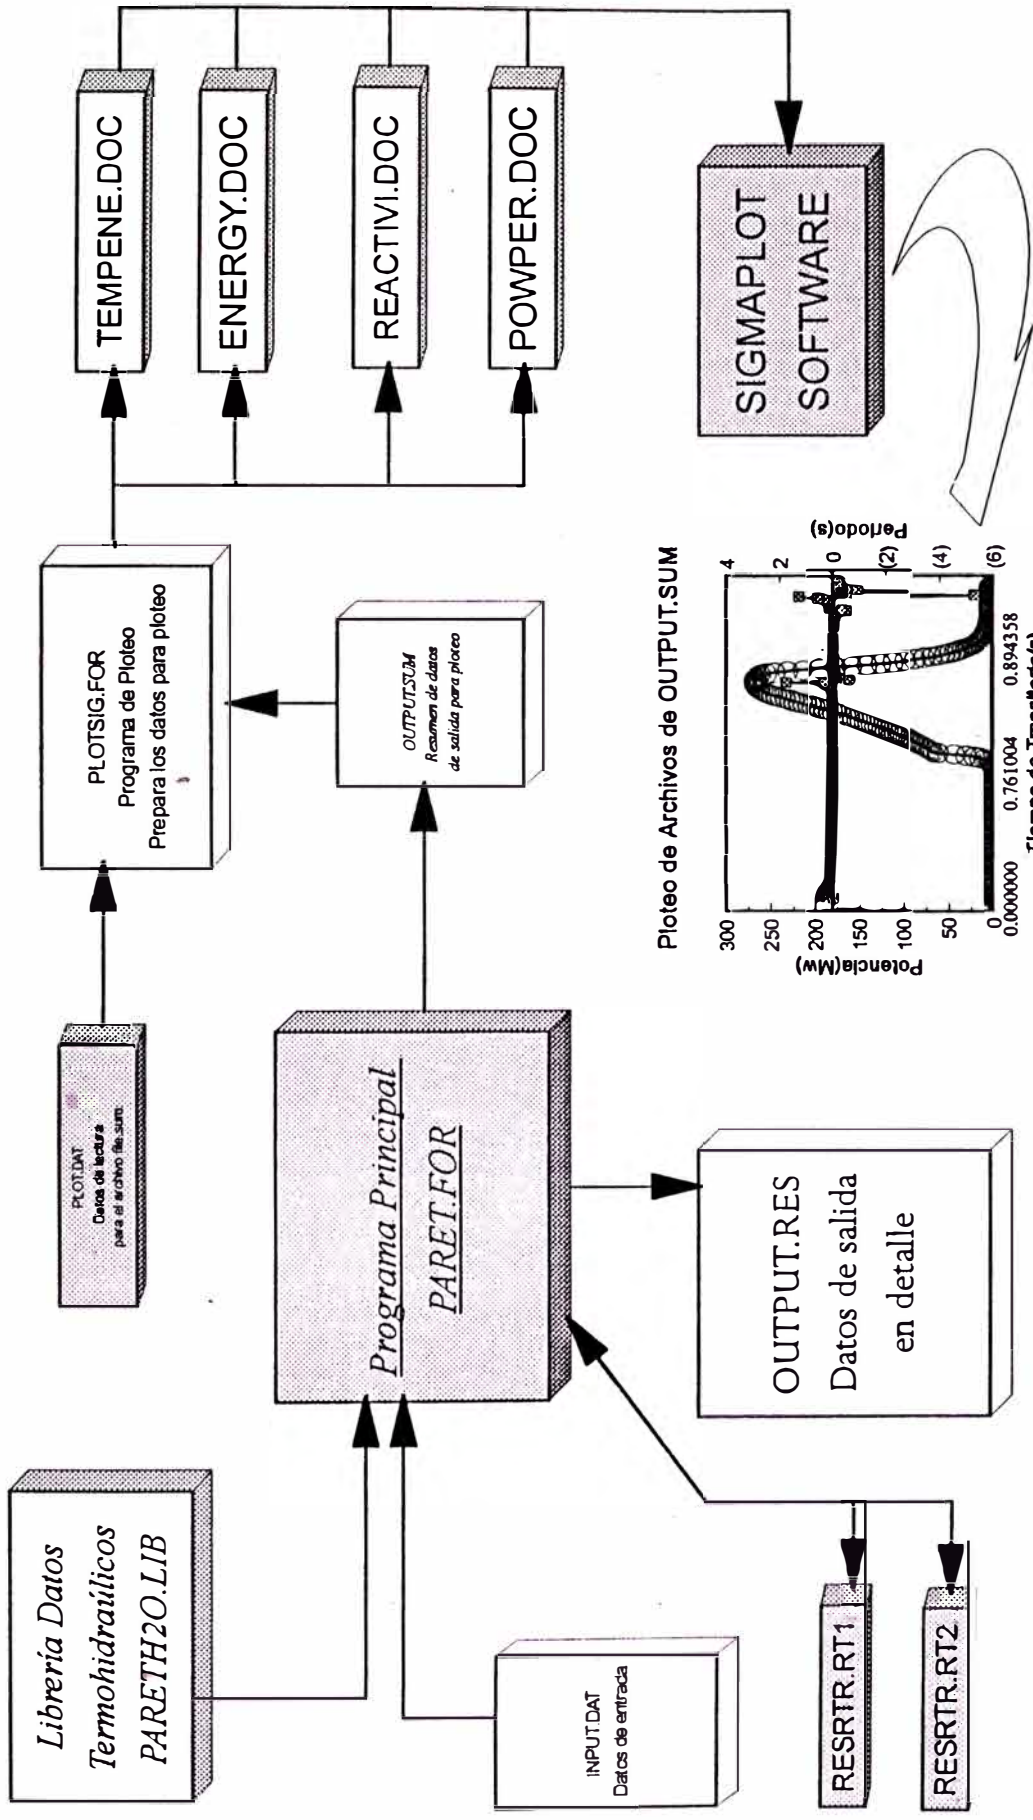 Librería Datos
Termohidraúlicos
PARETH2O.LIB
INPUT.DAT
Datos de entrada
RESRTR.RT1
RESRTR.RT2
Programa Principal
PARET.FOR
OUTPUT.RES
Datos de salida
en detalle
PLOT.DAT
Datos de lectura
para el archivo file.sum:
PLOTSIG.FOR
Programa de Ploteo
Prepara los datos para ploteo
OUTPUT.SUM
Resumen de datos
de salida para ploteo
TEMPENE.DOC
ENERGY.DOC
REACTIVI.DOC
POWPER.DOC
SIGMAPLOT
SOFTWARE
Ploteo de Archivos de OUTPUT.SUM
Potencia(Mw)
300
250
200
150
100
50
0
Periodo(s)
4
2
0
(2)
(4)
(6)
0.000000
0.761004
0.894358